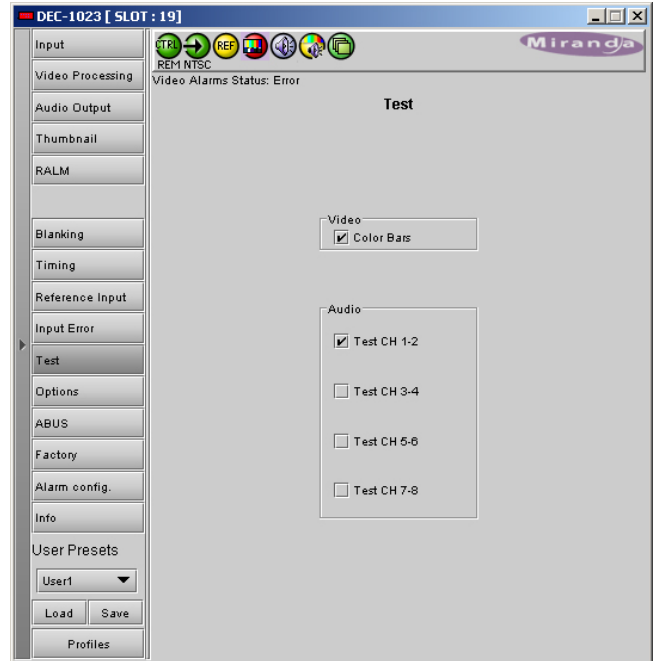 DEC-1023 [ SLOT : 19]
Input
Video Processing
Audio Output
Thumbnail
RALM
Blanking
Timing
Reference Input
Input Error
Test
Options
ABUS
Factory
Alarm config.
Info
User Presets
User1
Load Save
Profiles
CTRL REF
REM NTSC
Miranda
Video Alarms Status: Error
Test
Video
Color Bars
Audio
Test CH 1-2
Test CH 3-4
Test CH 5-6
Test CH 7-8